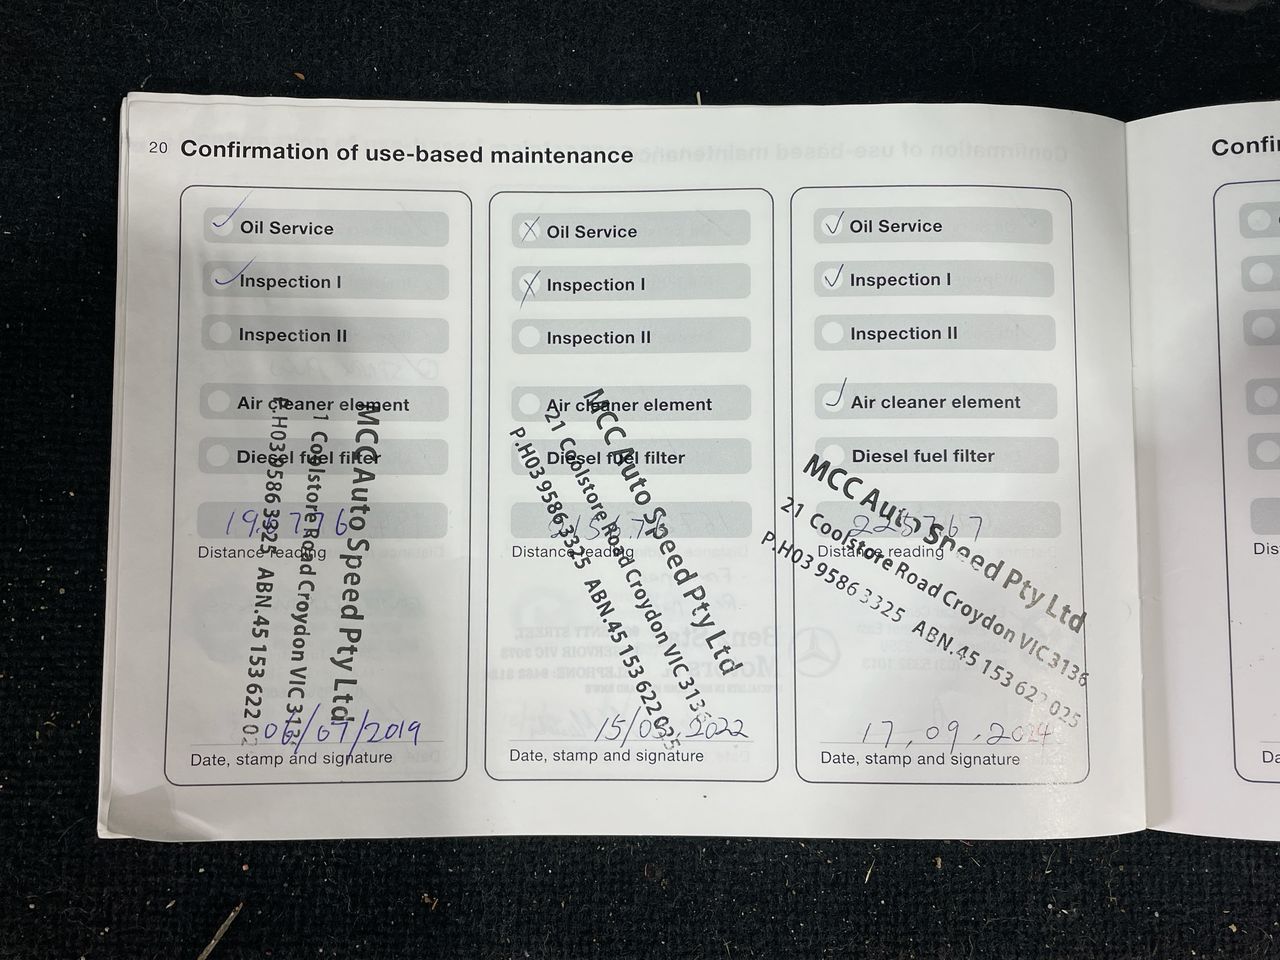 20 Confirmation of use-based maintenance
Oil Service
Inspection I
Inspection II
Air cleaner element
Diesel fuel filter
Distance reading
MCC Auto Speed Pty Ltd
1 Coolstore Road Croydon VIC 313
P.H03 9586 3325 ABN.45 153 622 02
06/07/2019
Date, stamp and signature
Oil Service
Inspection I
Inspection II
Air cleaner element
Diesel fuel filter
Distance reading
MCC Auto Speed Pty Ltd
21 Coolstore Road Croydon VIC 3136
P.H03 9586 3325 ABN.45 153 622 025
2022
Date, stamp and signature
Oil Service
Inspection I
Inspection II
Air cleaner element
Diesel fuel filter
225767
Distance reading
MCC Auto Speed Pty Ltd
21 Coolstore Road Croydon VIC 3136
P.H03 9586 3325 ABN.45 153 622 025
17.09.2024
Date, stamp and signature
Confi
Dis
Da